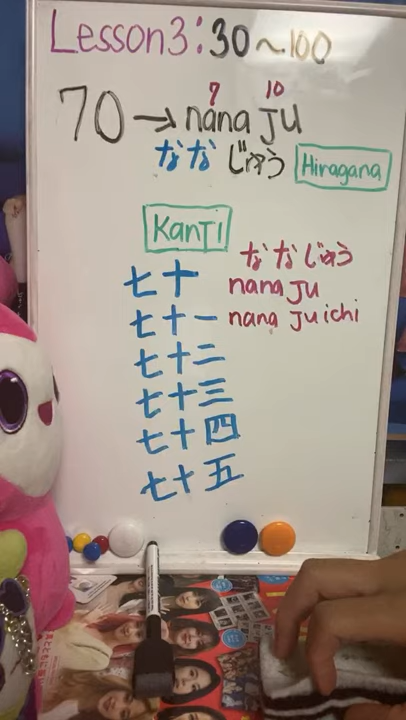 Lesson3:30~100
7 10
70→nana ju
なな じゅう Hiragana
Kanji
ななじゅう
七十 nana ju
七十一 nana juichi
七十二
七十三
七十四
七十五